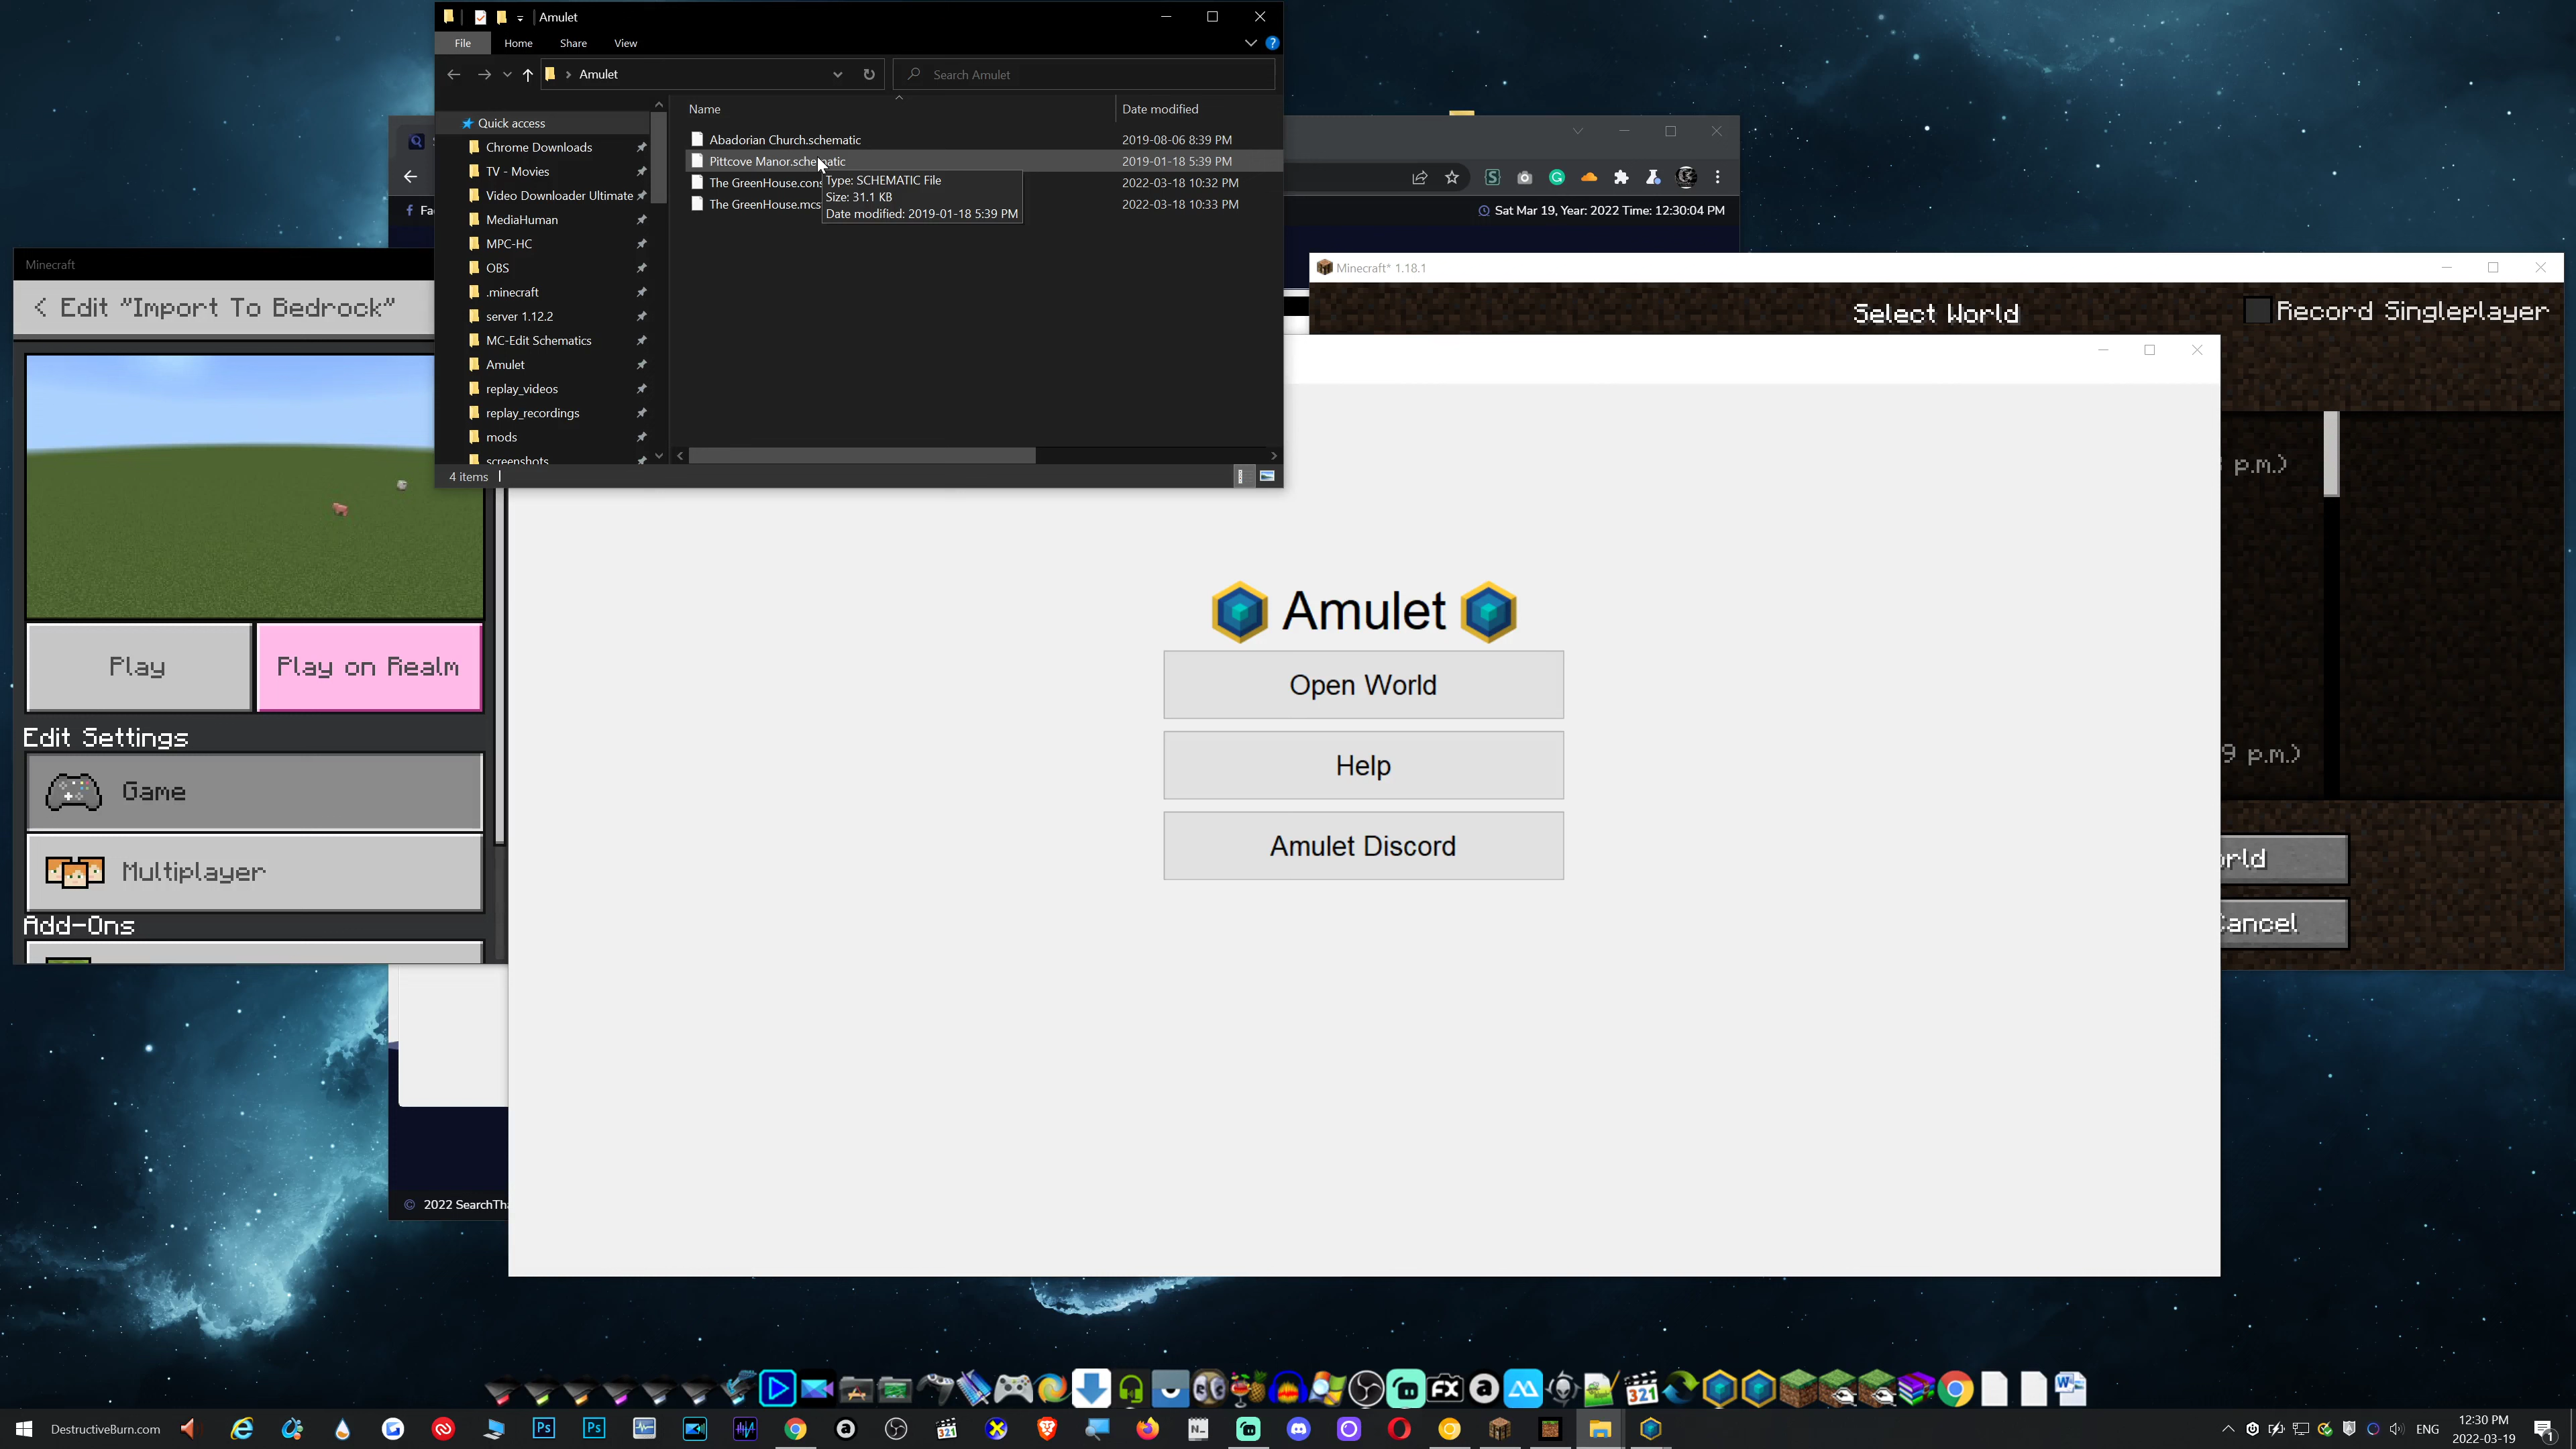 Amulet
File Home Share View
Amulet
Search Amulet
Name Date modified
Quick access
Chrome Downloads
TV - Movies
Video Downloader Ultimate
MediaHuman
MPC-HC
OBS
.minecraft
server 1.12.2
MC-Edit Schematics
Amulet
replay_videos
replay_recordings
mods
screenshots
Abadorian Church.schematic 2019-08-06 8:39 PM
Pittcove Manor.schematic 2019-01-18 5:39 PM
The GreenHouse.cons 2022-03-18 10:32 PM
The GreenHouse.mcs 2022-03-18 10:33 PM
Type: SCHEMATIC File
Size: 31.1 KB
Date modified: 2019-01-18 5:39 PM
4 items
Fa
Sat Mar 19, Year: 2022 Time: 12:30:04 PM
Minecraft
< Edit "Import To Bedrock"
Play
Play on Realm
Edit Settings
Game
Multiplayer
Add-Ons
Minecraft* 1.18.1
Select World
Record Singleplayer
p.m.)
9 p.m.)
orld
Cancel
Amulet
Open World
Help
Amulet Discord
© 2022 SearchTha
DestructiveBurn.com
ENG
12:30 PM
2022-03-19